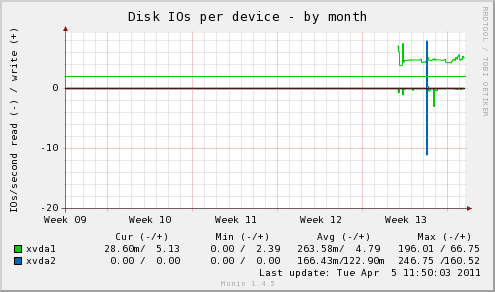 Disk IOs per device - by month
RRDTOOL / TOBI OETIKER
IOs/second read (-) / write (+)
0
-10
-20
Week 09 Week 10 Week 11 Week 12 Week 13
Cur (-/+) Min (-/+) Avg (-/+) Max (-/+)
xvda1 28.60m/ 5.13 0.00 / 2.39 263.58m/ 4.79 196.01 / 66.75
xvda2 0.00 / 0.00 0.00 / 0.00 166.43m/122.90m 246.75 /160.52
Last update: Tue Apr 5 11:50:03 2011
Munin 1.4.5